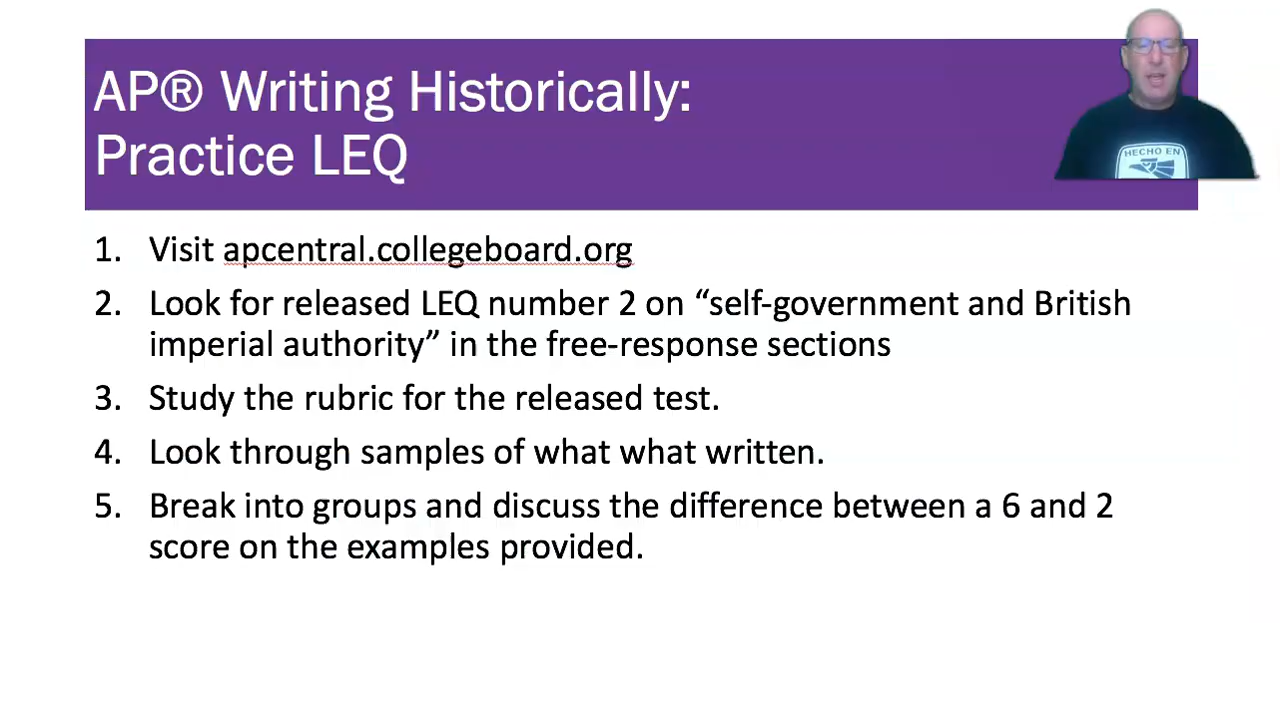 AP® Writing Historically:
Practice LEQ
HECHO EN
1. Visit apcentral.collegeboard.org
2. Look for released LEQ number 2 on “self-government and British
imperial authority” in the free-response sections
3. Study the rubric for the released test.
4. Look through samples of what what written.
5. Break into groups and discuss the difference between a 6 and 2
score on the examples provided.